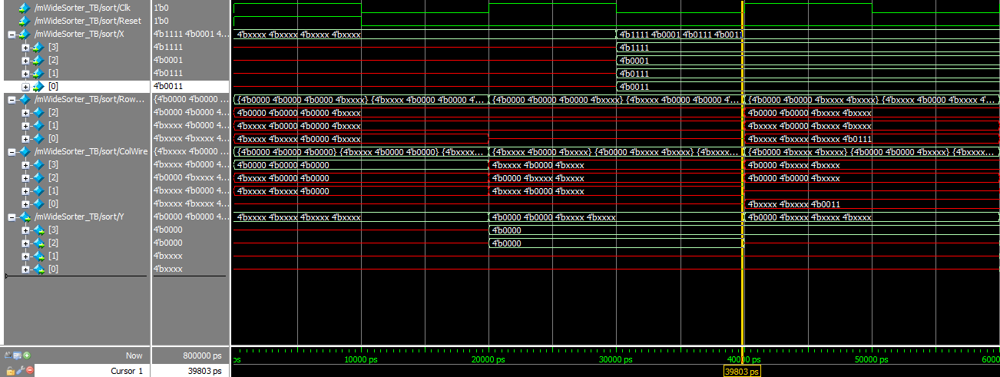 /mWideSorter_TB/sort/Clk 1'b0
/mWideSorter_TB/sort/Reset 1'b0
/mWideSorter_TB/sort/X 4'b1111 4'b0001 4... 4'bxxxx 4'bxxxx 4'bxxxx 4'bxxxx 4'b1111 4'b0001 4'b0111 4'b0011
[3] 4'b1111 4'b1111
[2] 4'b0001 4'b0001
[1] 4'b0111 4'b0111
[0] 4'b0011 4'b0011
/mWideSorter_TB/sort/Row... {4'b0000 4'b0000 ... {4'b0000 4'b0000 4'b0000 4'bxxxx} {4'bxxxx 4'b0000 4'b0000 4'... {4'b0000 4'b0000 4'b0000 4'bxxxx} {4'bxxxx 4'b0000 4'b0000 4'... {4'b0000 4'b0000 4'bxxxx 4'bxxxx} {4'bxxxx 4'b0000 4'bxxxx 4'...
[2] 4'b0000 4'b0000 4... 4'b0000 4'b0000 4'b0000 4'bxxxx 4'b0000 4'b0000 4'bxxxx 4'bxxxx
[1] 4'bxxxx 4'b0000 4... 4'bxxxx 4'b0000 4'b0000 4'bxxxx 4'bxxxx 4'b0000 4'bxxxx 4'bxxxx
[0] 4'bxxxx 4'bxxxx 4... 4'bxxxx 4'bxxxx 4'b0000 4'bxxxx 4'bxxxx 4'bxxxx 4'bxxxx 4'b0111
/mWideSorter_TB/sort/ColWire {4'bxxxx 4'b0000 ... {4'b0000 4'b0000 4'b0000} {4'bxxxx 4'b0000 4'b0000} {4'bxxxx... {4'bxxxx 4'b0000 4'bxxxx} {4'b0000 4'bxxxx 4'bxxxx} {4'bxxxx... {4'b0000 4'bxxxx 4'bxxxx} {4'b0000 4'b0000 4'bxxxx} {4'bxxxx...
[3] 4'bxxxx 4'b0000 4... 4'b0000 4'b0000 4'b0000 4'bxxxx 4'b0000 4'bxxxx 4'b0000 4'bxxxx 4'bxxxx
[2] 4'b0000 4'bxxxx 4... 4'bxxxx 4'b0000 4'b0000 4'b0000 4'bxxxx 4'bxxxx 4'b0000 4'b0000 4'bxxxx
[1] 4'bxxxx 4'b0000 4... 4'bxxxx 4'bxxxx 4'b0000 4'bxxxx 4'b0000 4'bxxxx
[0] 4'bxxxx 4'bxxxx 4... 4'bxxxx 4'bxxxx 4'b0011
/mWideSorter_TB/sort/Y 4'b0000 4'b0000 4... 4'bxxxx 4'bxxxx 4'bxxxx 4'bxxxx 4'b0000 4'b0000 4'bxxxx 4'bxxxx 4'b0000 4'bxxxx 4'bxxxx 4'bxxxx
[3] 4'b0000 4'b0000
[2] 4'b0000 4'b0000
[1] 4'bxxxx
[0] 4'bxxxx
Now 800000 ps ps 10000 ps 20000 ps 30000 ps 40000 ps 50000 ps 6000
Cursor 1 39803 ps 39803 ps